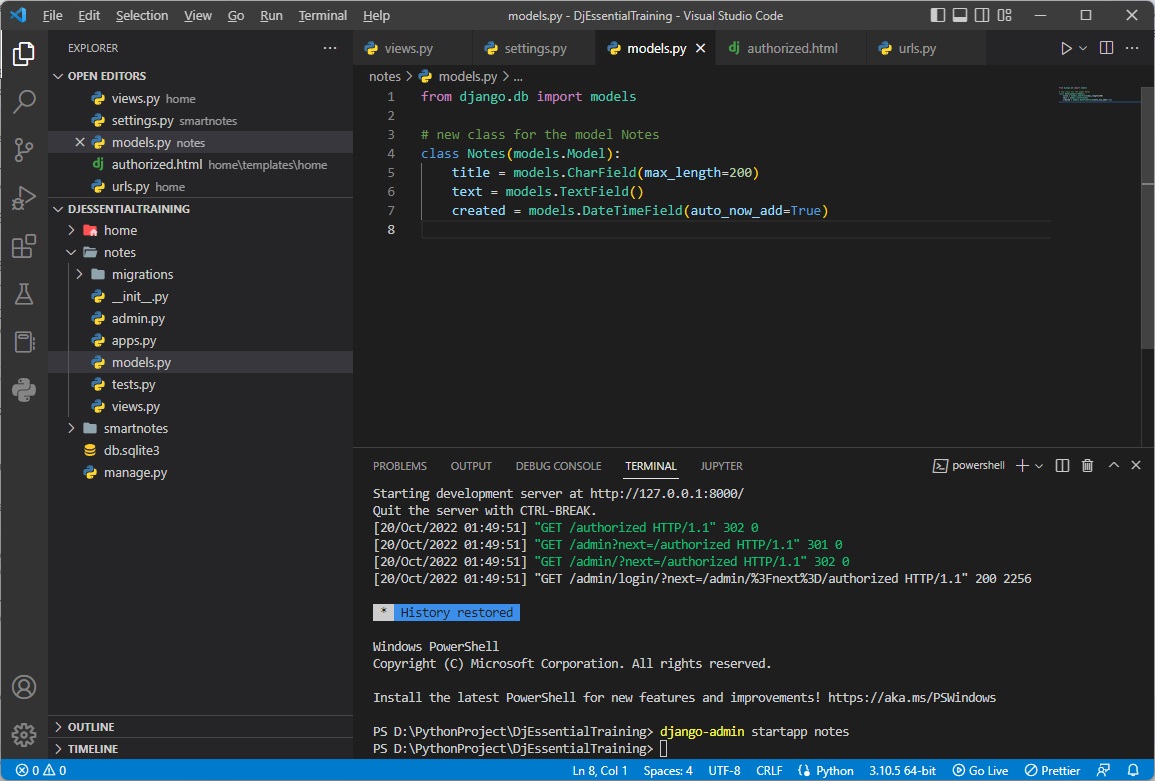 File Edit Selection View Go Run Terminal Help models.py - DjEssentialTraining - Visual Studio Code
EXPLORER
OPEN EDITORS
views.py home
settings.py smartnotes
models.py notes
authorized.html home\templates\home
urls.py home
DJESSENTIALTRAINING
home
notes
migrations
__init__.py
admin.py
apps.py
models.py
tests.py
views.py
smartnotes
db.sqlite3
manage.py
OUTLINE
TIMELINE
views.py settings.py models.py authorized.html urls.py
notes > models.py > ...
1 from django.db import models
2
3 # new class for the model Notes
4 class Notes(models.Model):
5 title = models.CharField(max_length=200)
6 text = models.TextField()
7 created = models.DateTimeField(auto_now_add=True)
8
PROBLEMS OUTPUT DEBUG CONSOLE TERMINAL JUPYTER powershell
Starting development server at http://127.0.0.1:8000/
Quit the server with CTRL-BREAK.
[20/Oct/2022 01:49:51] "GET /authorized HTTP/1.1" 302 0
[20/Oct/2022 01:49:51] "GET /admin?next=/authorized HTTP/1.1" 301 0
[20/Oct/2022 01:49:51] "GET /admin/?next=/authorized HTTP/1.1" 302 0
[20/Oct/2022 01:49:51] "GET /admin/login/?next=/admin/%3Fnext%3D/authorized HTTP/1.1" 200 2256
* History restored
Windows PowerShell
Copyright (C) Microsoft Corporation. All rights reserved.
Install the latest PowerShell for new features and improvements! https://aka.ms/PSWindows
PS D:\PythonProject\DjEssentialTraining> django-admin startapp notes
PS D:\PythonProject\DjEssentialTraining>
0 0 Ln 8, Col 1 Spaces: 4 UTF-8 CRLF Python 3.10.5 64-bit Go Live Prettier